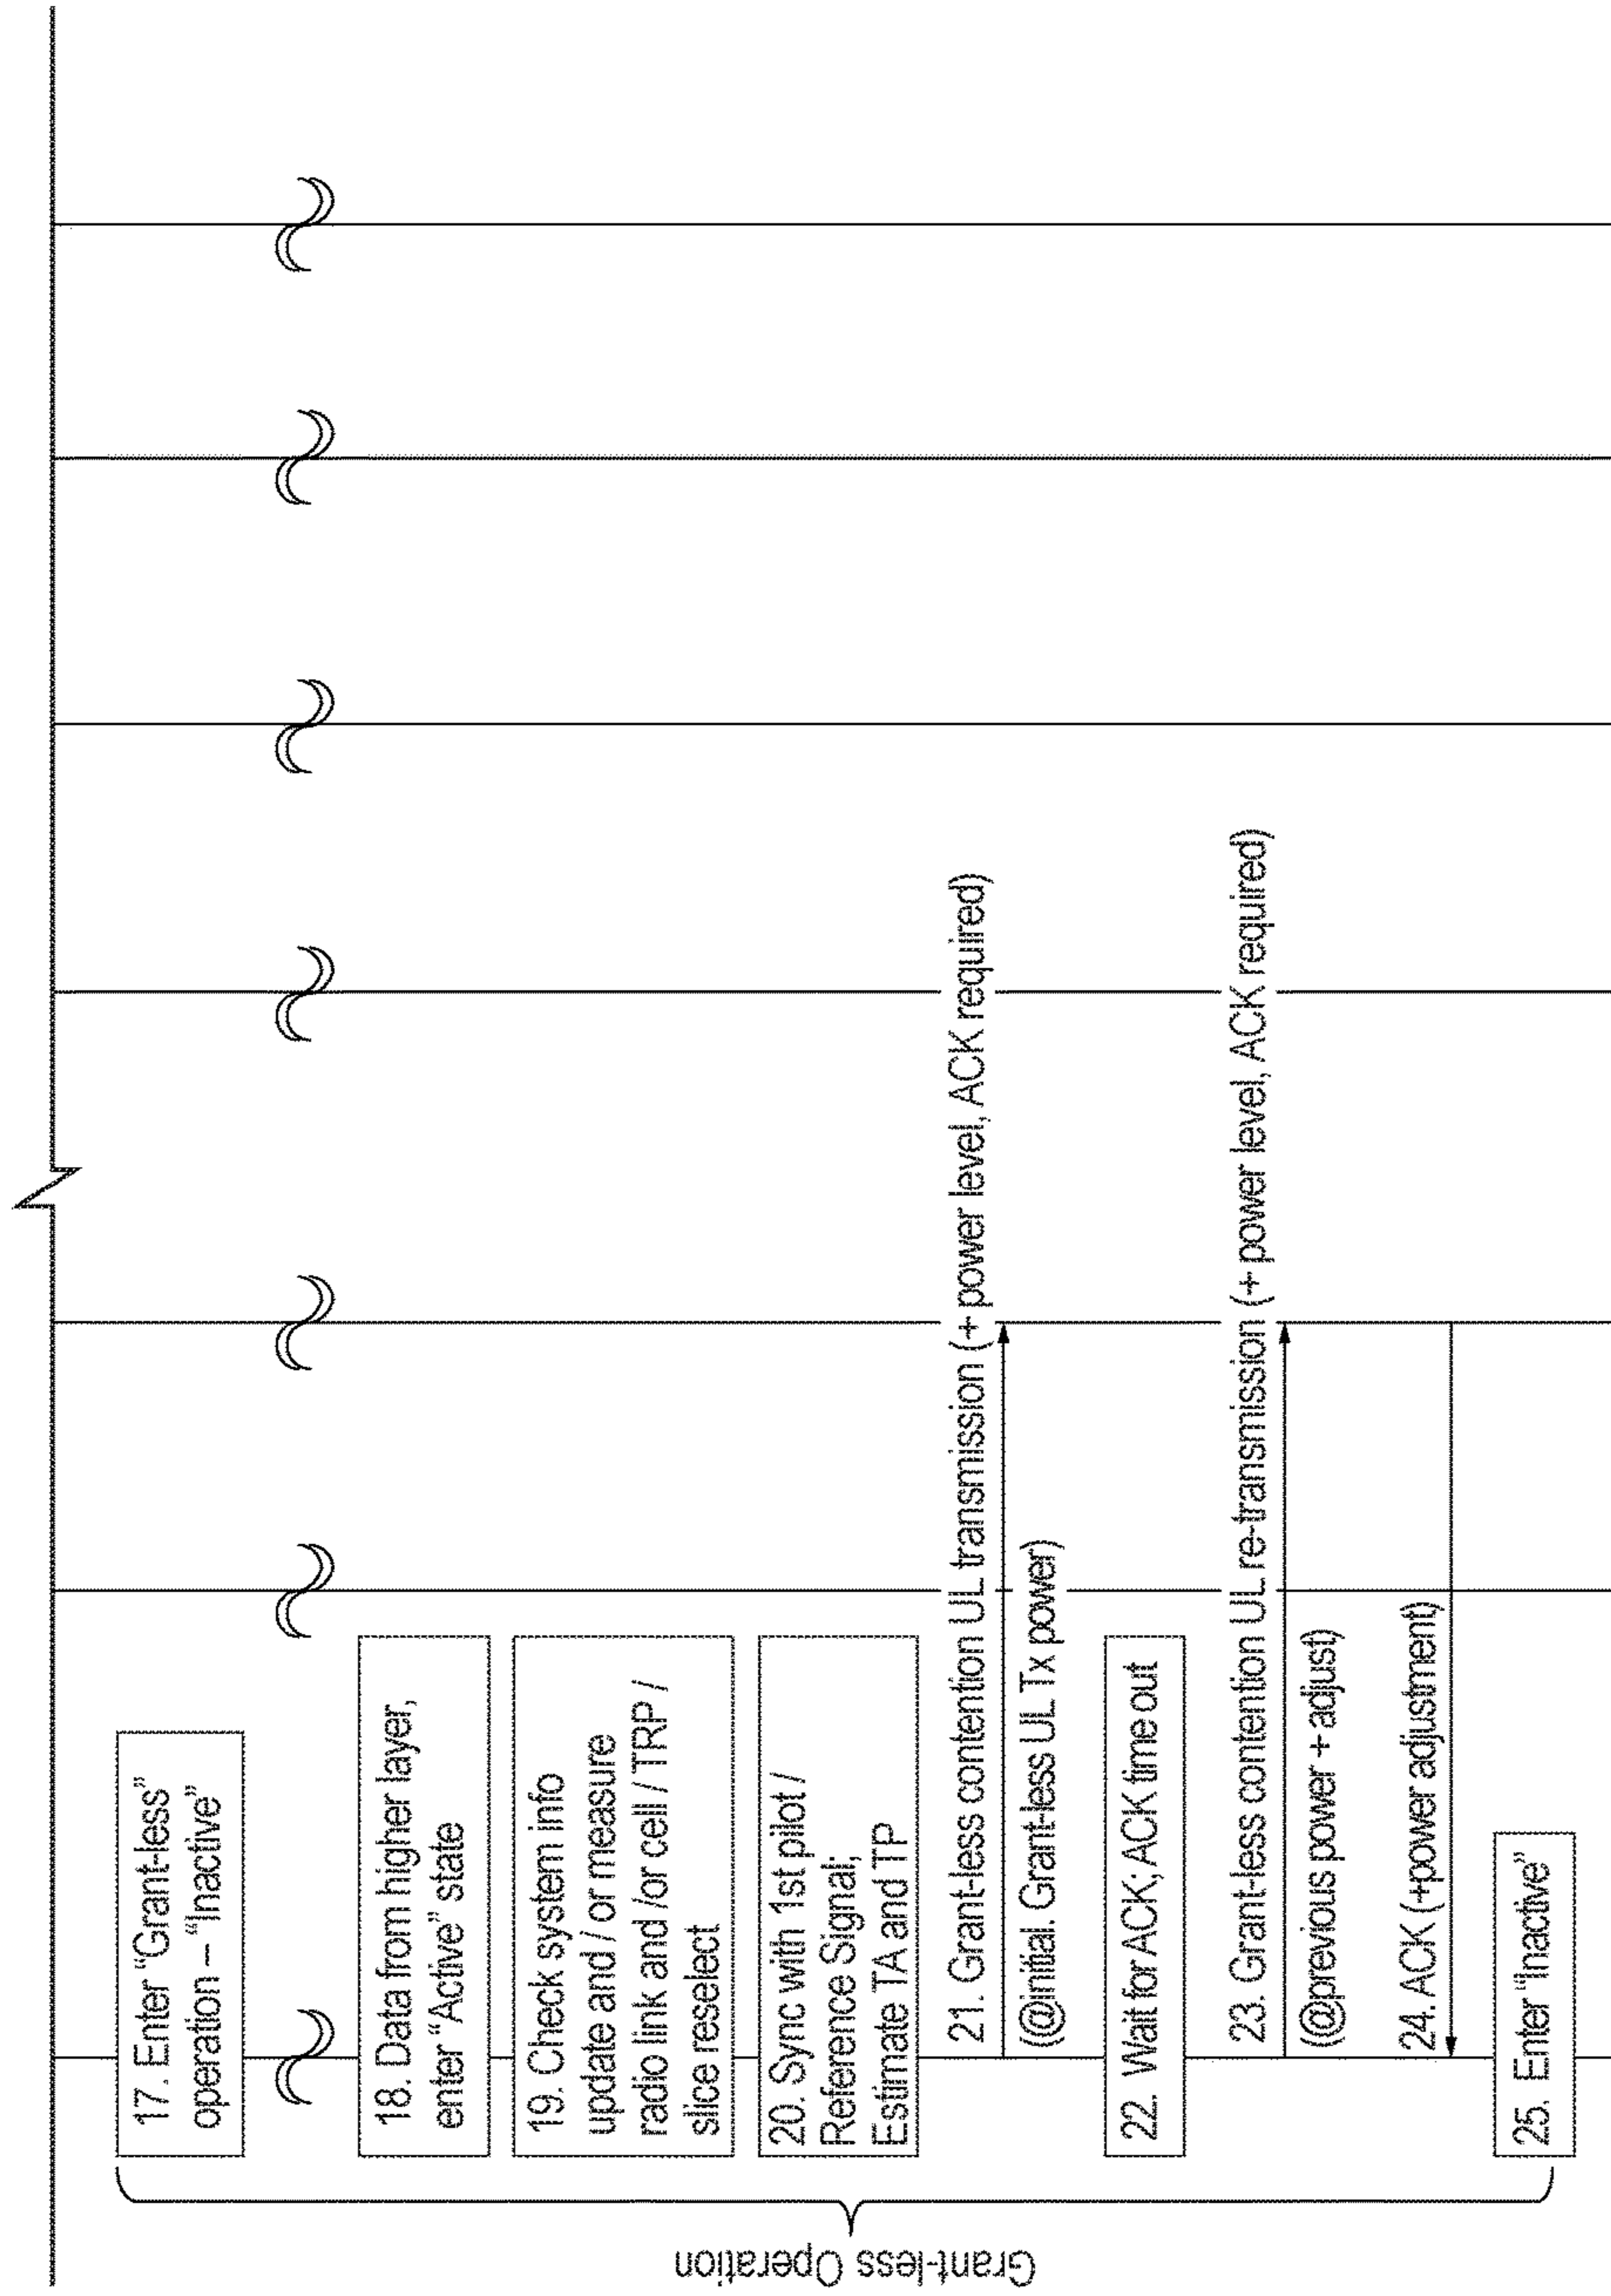 Grant-less Operation
17. Enter “Grant-less”
operation – “Inactive”
18. Data from higher layer,
enter “Active” state
19. Check system info
update and / or measure
radio link and /or cell / TRP /
slice reselect
20. Sync with 1st pilot /
Reference Signal;
Estimate TA and TP
21. Grant-less contention UL transmission (+ power level, ACK required)
(@initial. Grant-less UL Tx power)
22. Wait for ACK; ACK time out
23. Grant-less contention UL re-transmission (+ power level, ACK required)
(@previous power + adjust)
24. ACK (+power adjustment)
25. Enter “Inactive”